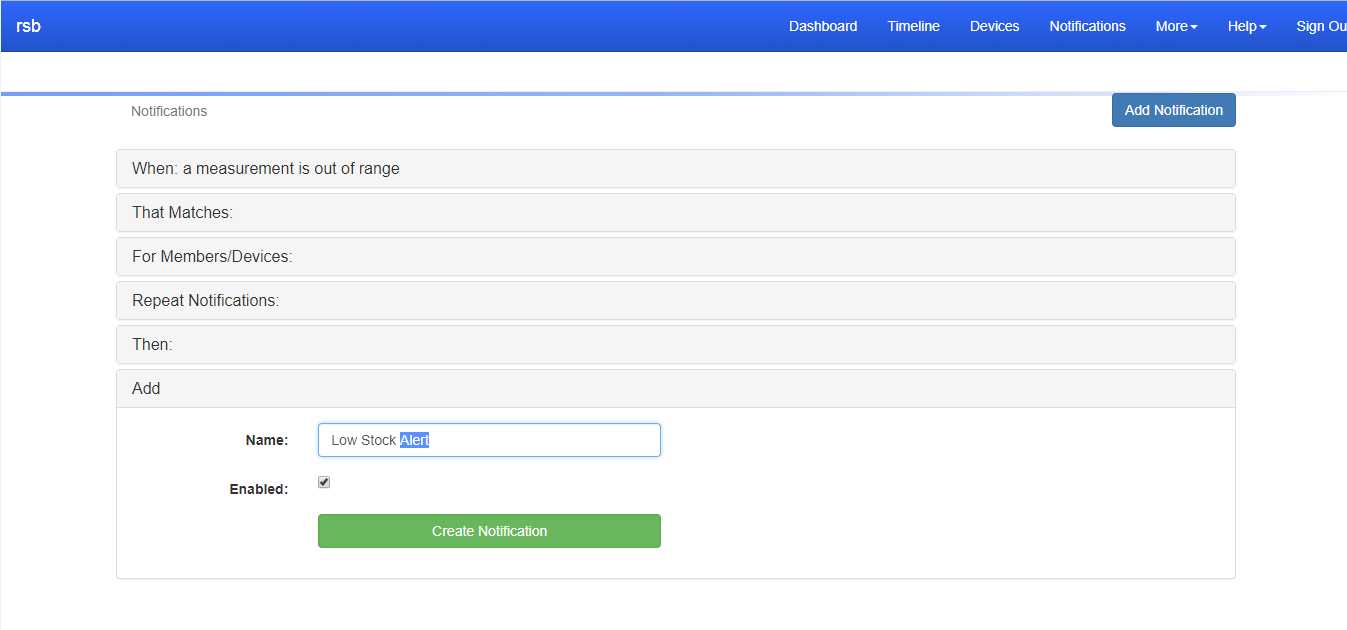 rsb Dashboard Timeline Devices Notifications More Help Sign Ou
Notifications Add Notification
When: a measurement is out of range
That Matches:
For Members/Devices:
Repeat Notifications:
Then:
Add
Name: Low Stock Alert
Enabled:
Create Notification